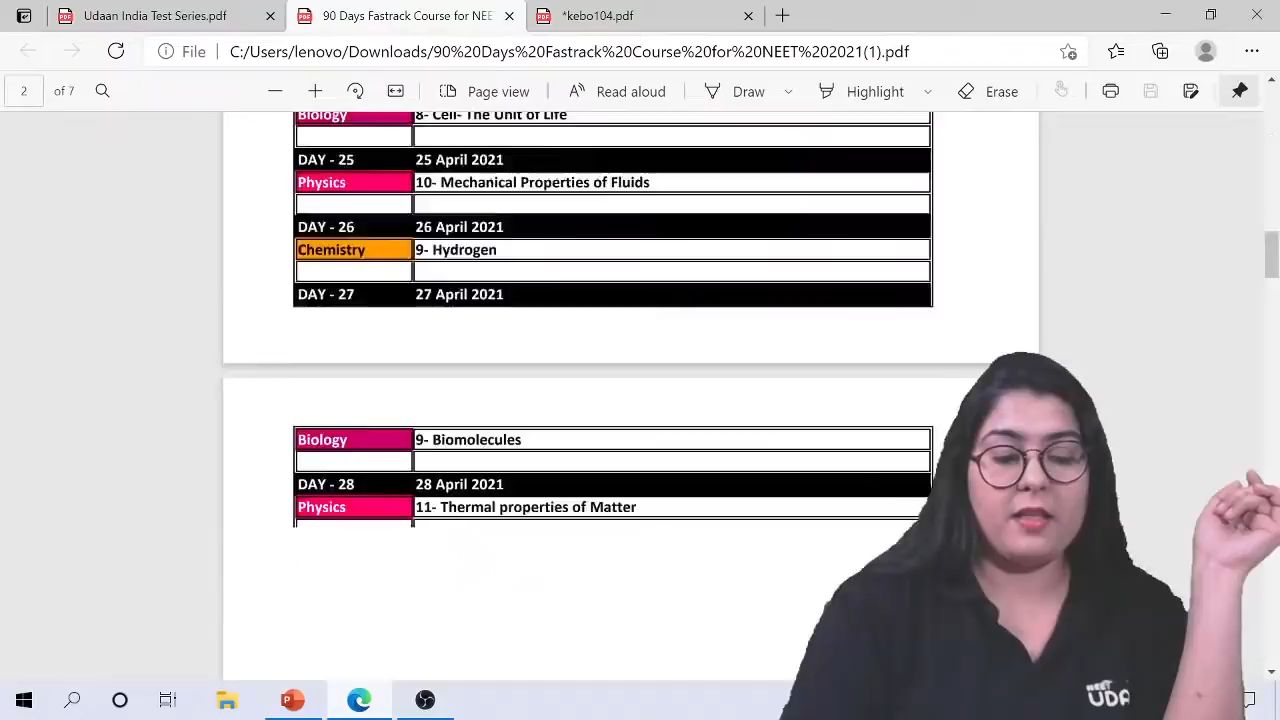 Udaan India Test Series.pdf
90 Days Fastrack Course for NEE
*kebo104.pdf
File C:/Users/lenovo/Downloads/90%20Days%20Fastrack%20Course%20for%20NEET%202021(1).pdf
2 of 7
Page view
Read aloud
Draw
Highlight
Erase
Biology 8- Cell- The Unit of Life
DAY - 25 25 April 2021
Physics 10- Mechanical Properties of Fluids
DAY - 26 26 April 2021
Chemistry 9- Hydrogen
DAY - 27 27 April 2021
Biology 9- Biomolecules
DAY - 28 28 April 2021
Physics 11- Thermal properties of Matter
NEET
UDA